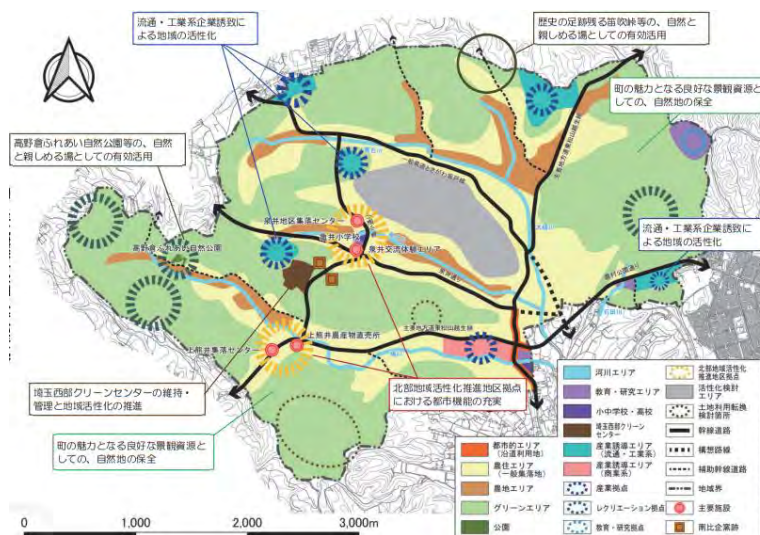 流通・工業系企業誘致
による地域の活性化
歴史の足跡残る笛吹峠等の、自然と
親しめる場としての有効活用
町の魅力となる良好な景観資源と
しての、自然地の保全
高野倉ふれあい自然公園等の、自然
と親しめる場としての有効活用
流通・工業系企業誘致
による地域の活性化
泉井地区集落センター
泉井小学校
泉井交流体験エリア
高野倉ふれあい自然公園
主要地方道東松山越生線
上熊井農産物直売所
上熊井集落センター
埼玉西部クリーンセンターの維持・
管理と地域活性化の推進
北部地域活性化推進地区拠点
における都市機能の充実
町の魅力となる良好な景観資源と
しての、自然地の保全
河川エリア
教育・研究エリア
小中学校・高校
埼玉西部クリーン
センター
産業誘導エリア
(流通・工業系)
産業誘導エリア
(商業系)
産業拠点
レクリエーション拠点
教育・研究拠点
都市的エリア
(沿道利用地)
農住エリア
(一般集落地)
農地エリア
グリーンエリア
公園
北部地域活性化
推進地区拠点
活性化検討
エリア
土地利用転換
検討箇所
幹線道路
構想路線
補助幹線道路
地域界
主要施設
南比企窯跡
0 1,000 2,000 3,000m